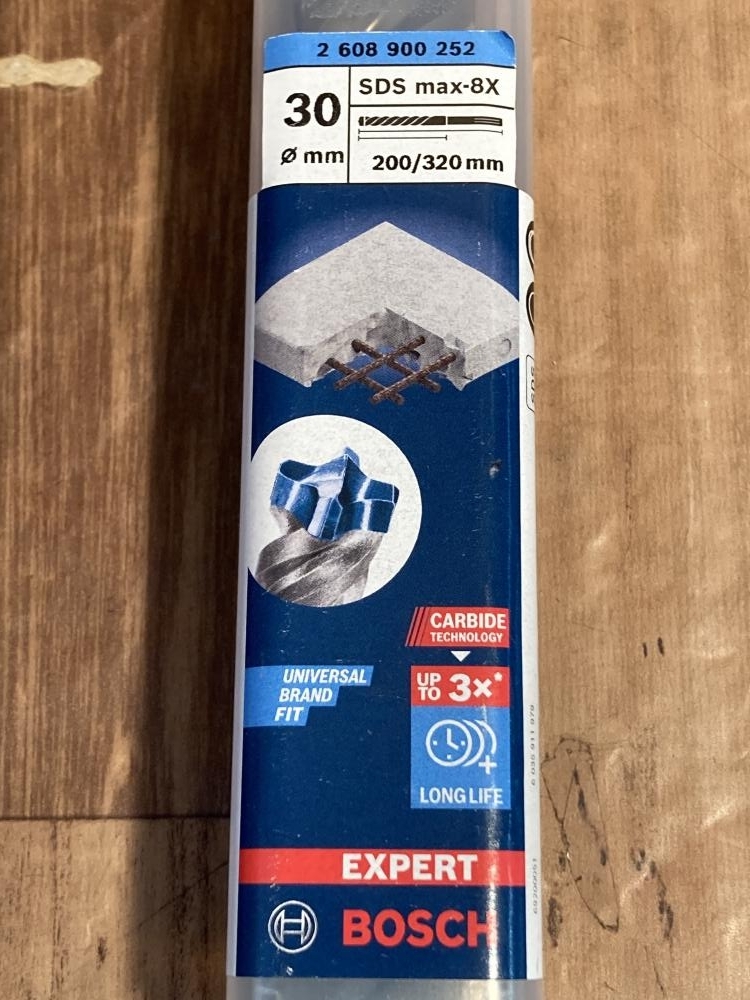 2 608 900 252
30
Ø mm
SDS max-8X
200/320 mm
CARBIDE
TECHNOLOGY
UP
TO 3x*
UNIVERSAL
BRAND
FIT
LONG LIFE
EXPERT
BOSCH